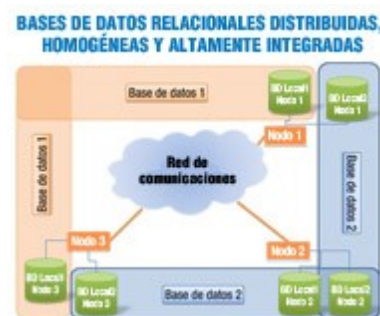 BASES DE DATOS RELACIONALES DISTRIBUIDAS,
HOMOGÉNEAS Y ALTAMENTE INTEGRADAS
Base de datos 1
BD Local1
Nodo 1
BD Local2
Nodo 1
Nodo 1
Base de datos 1
Red de
comunicaciones
Base de datos 2
Nodo 3
Nodo 2
BD Local1
Nodo 3
BD Local2
Nodo 3
Base de datos 2
BD Local1
Nodo 2
BD Local2
Nodo 2